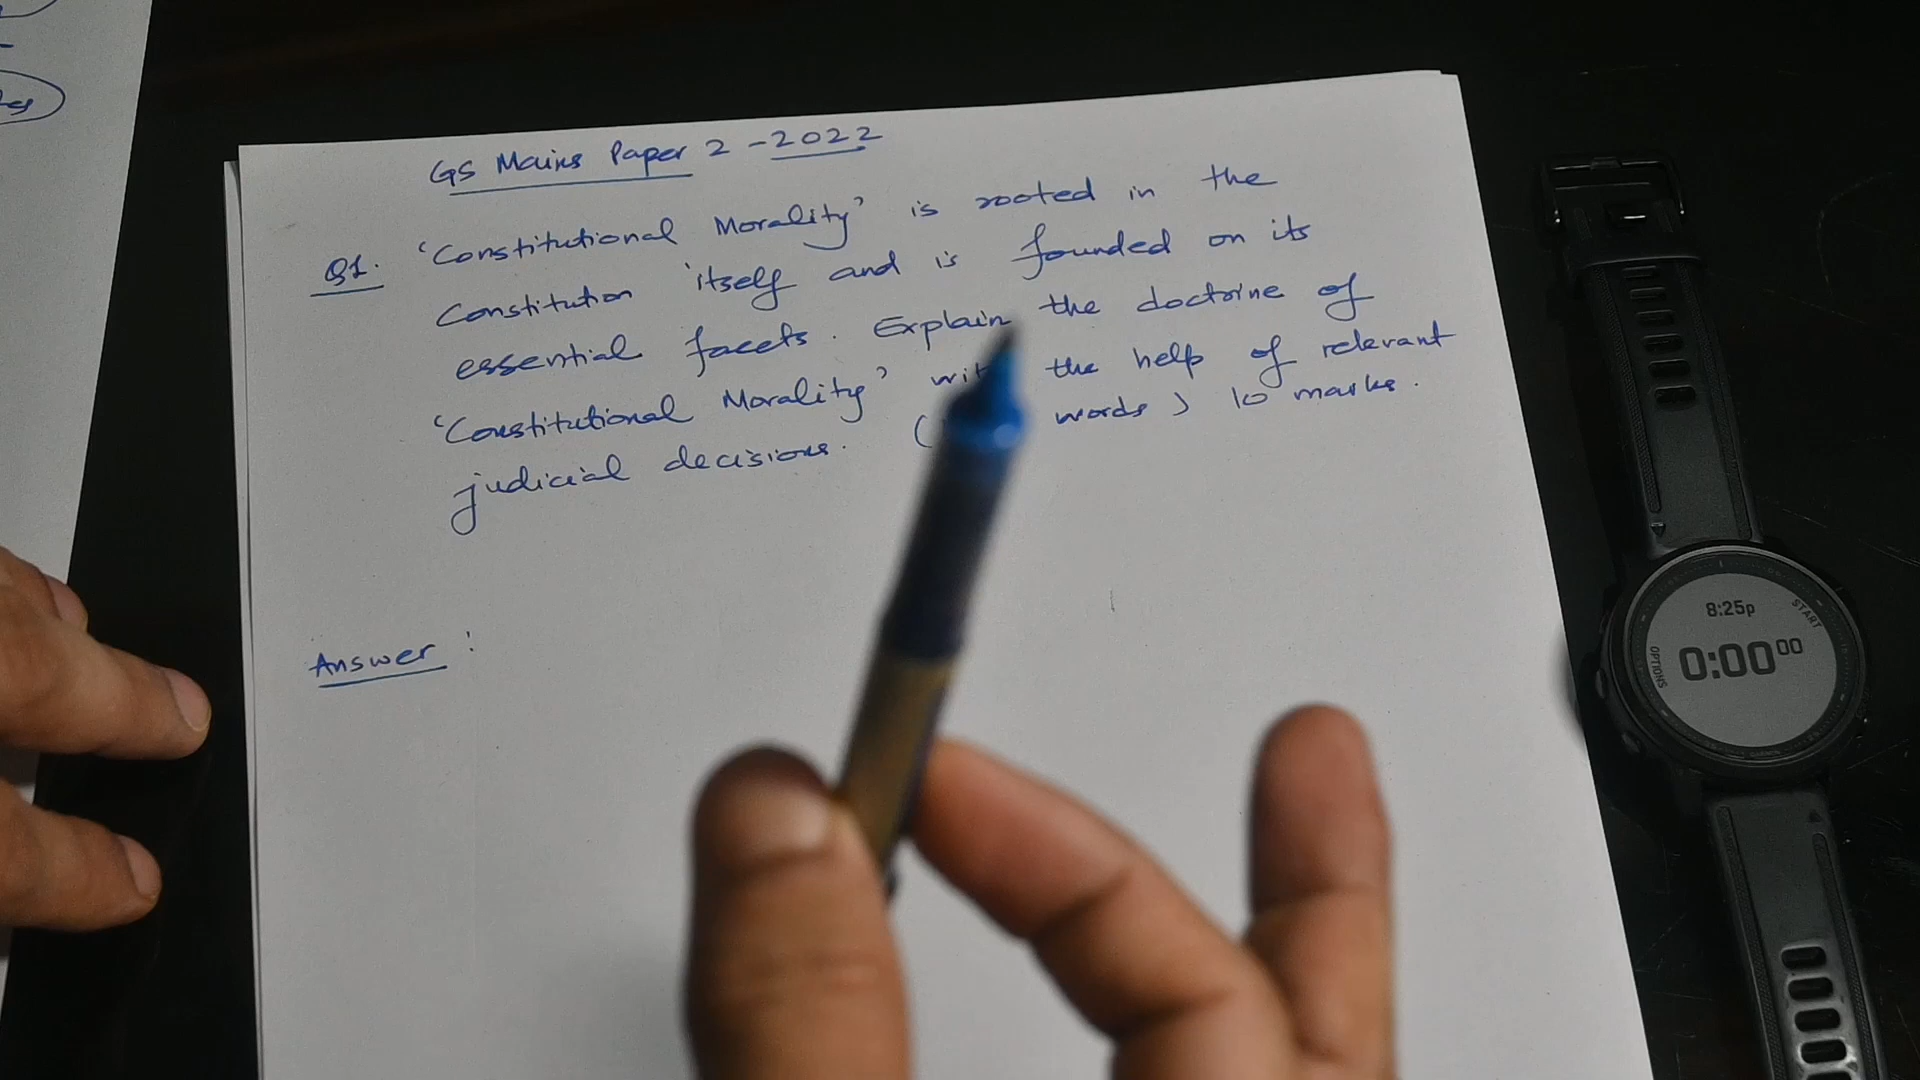 GS Mains Paper 2 - 2022
Q1. 'Constitutional Morality' is rooted in the
Constitution itself and is founded on its
essential facets. Explain the doctrine of
'Constitutional Morality' the help of relevant
judicial decisions. ( words) 10 marks.
Answer :
8:25p
START
OPTIONS
0:00 00